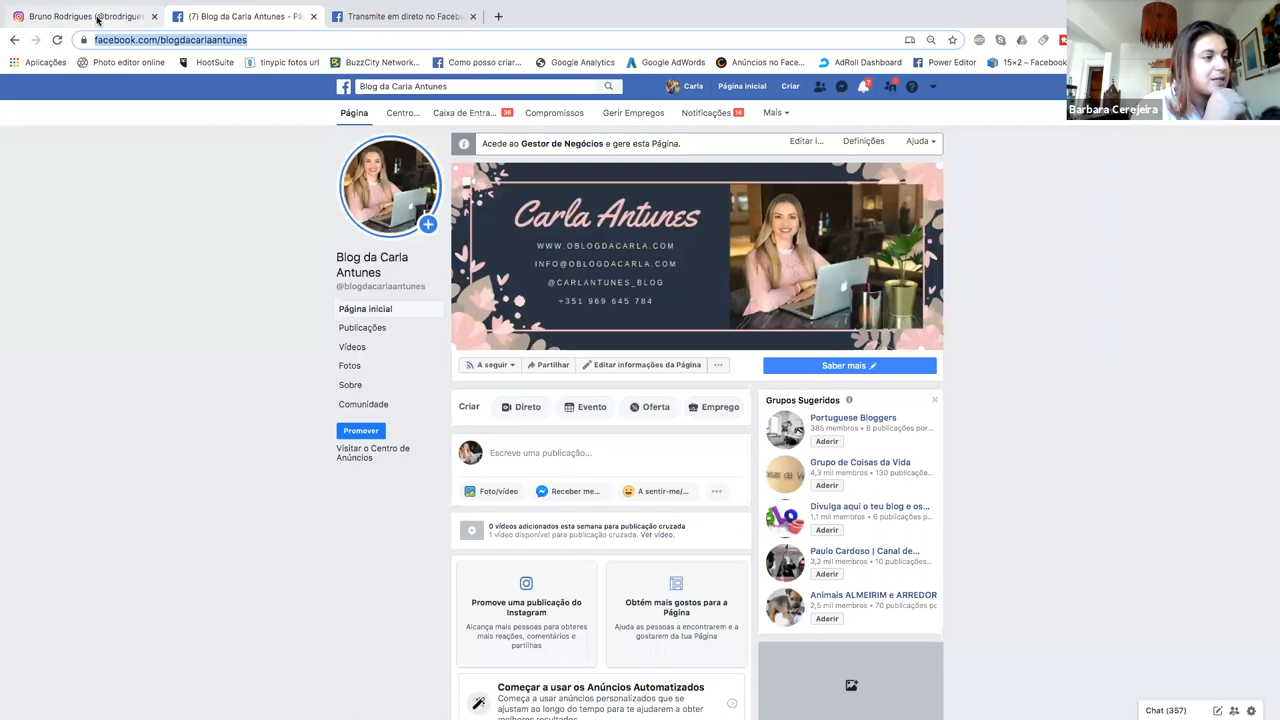 Bruno Rodrigues (@brodrigue
(7) Blog da Carla Antunes - Pá
Transmite em direto no Faceb
facebook.com/blogdacarlaantunes
Aplicações
Photo editor online
HootSuite
tinypic fotos url
BuzzCity Network...
Como posso criar...
Google Analytics
Google AdWords
Anúncios no Face...
AdRoll Dashboard
Power Editor
15×2 – Facebook
Barbara Cerejeira
Blog da Carla Antunes
Carla
Página inicial
Criar
7
Página
Centro...
Caixa de Entra...
36
Compromissos
Gerir Empregos
Notificações
16
Mais
Acede ao Gestor de Negócios e gere esta Página.
Editar i...
Definições
Ajuda
Carla Antunes
WWW.OBLOGDACARLA.COM
INFO@OBLOGDACARLA.COM
@CARLANTUNES_BLOG
+351 969 645 784
Blog da Carla
Antunes
@blogdacarlaantunes
Página inicial
Publicações
Vídeos
Fotos
Sobre
Comunidade
Promover
Visitar o Centro de
Anúncios
A seguir
Partilhar
Editar informações da Página
Saber mais
Criar
Direto
Evento
Oferta
Emprego
Escreve uma publicação...
Foto/vídeo
Receber me...
A sentir-me/...
0 vídeos adicionados esta semana para publicação cruzada
1 vídeo disponível para publicação cruzada. Ver vídeo.
Promove uma publicação do
Instagram
Alcança mais pessoas para obteres
mais reações, comentários e
partilhas
Obtém mais gostos para a
Página
Ajuda as pessoas a encontrarem e a
gostarem da tua Página
Começar a usar os Anúncios Automatizados
Começa a usar anúncios personalizados que se
ajustam ao longo do tempo para te ajudarem a obter
melhores resultados.
Grupos Sugeridos
Portuguese Bloggers
385 membros • 8 publicações por...
Aderir
Grupo de Coisas da Vida
4,3 mil membros • 130 publicaçõe...
Aderir
Divulga aqui o teu blog e os...
1,1 mil membros • 6 publicações p...
Aderir
Paulo Cardoso | Canal de...
3,2 mil membros • 10 publicações...
Aderir
Animais ALMEIRIM e ARREDOR
2,5 mil membros • 70 publicações po
Aderir
Chat (357)